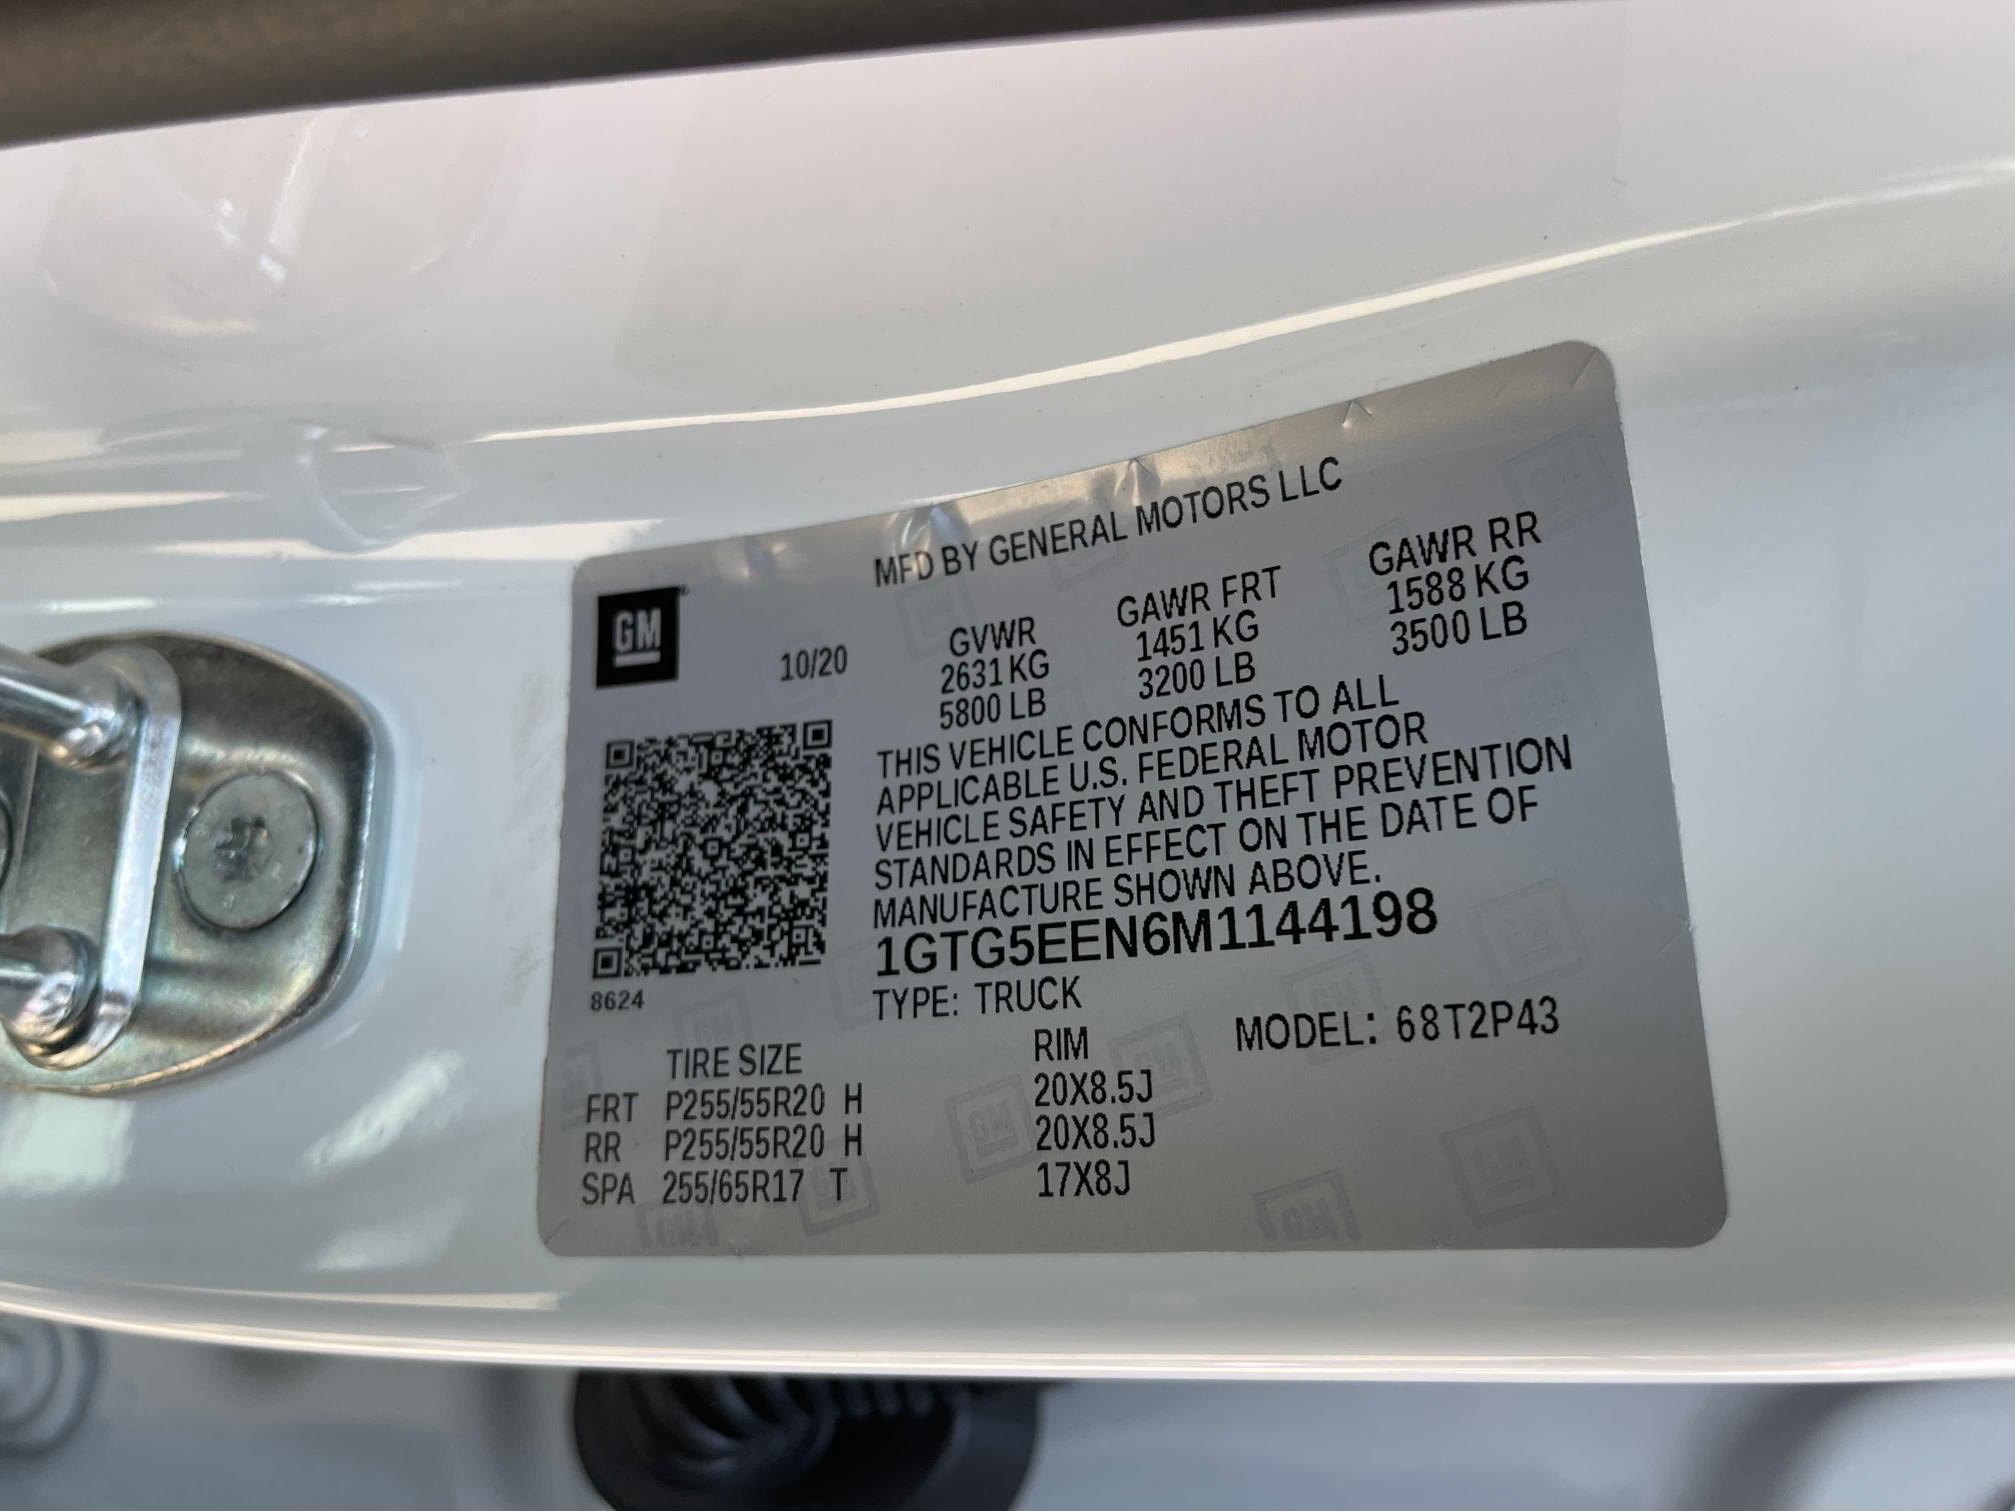 MFD BY GENERAL MOTORS LLC
GM
10/20
GVWR
2631 KG
5800 LB
GAWR FRT
1451 KG
3200 LB
GAWR RR
1588 KG
3500 LB
THIS VEHICLE CONFORMS TO ALL
APPLICABLE U.S. FEDERAL MOTOR
VEHICLE SAFETY AND THEFT PREVENTION
STANDARDS IN EFFECT ON THE DATE OF
MANUFACTURE SHOWN ABOVE.
1GTG5EEN6M1144198
8624
TYPE: TRUCK
MODEL: 68T2P43
TIRE SIZE RIM
FRT P255/55R20 H 20X8.5J
RR P255/55R20 H 20X8.5J
SPA 255/65R17 T 17X8J